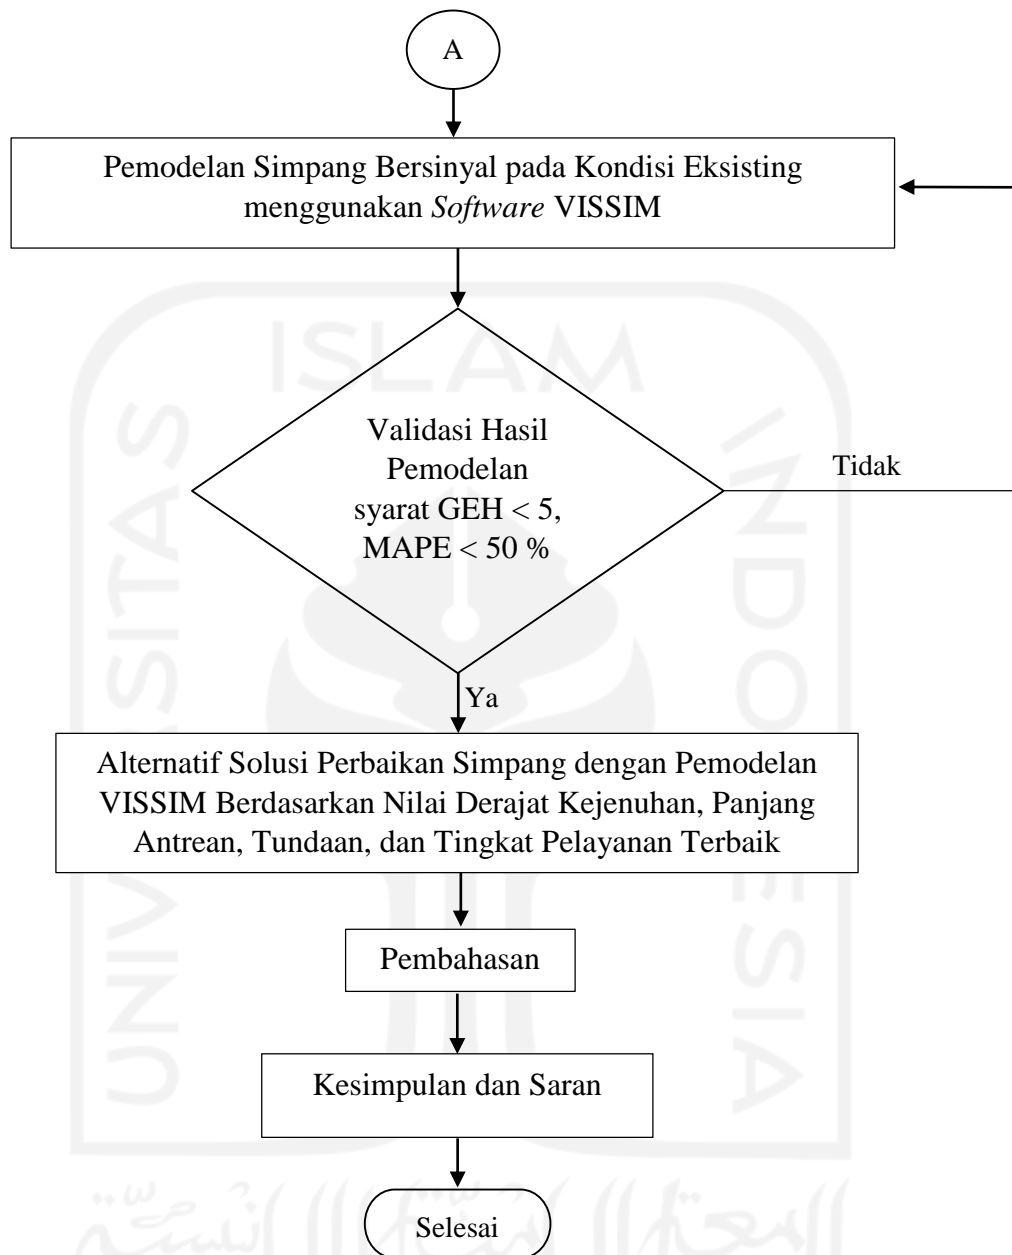 A
Pemodelan Simpang Bersinyal pada Kondisi Eksisting
menggunakan Software VISSIM
Validasi Hasil
Pemodelan
syarat GEH < 5,
MAPE < 50 %
Tidak
Ya
Alternatif Solusi Perbaikan Simpang dengan Pemodelan
VISSIM Berdasarkan Nilai Derajat Kejenuhan, Panjang
Antrean, Tundaan, dan Tingkat Pelayanan Terbaik
Pembahasan
Kesimpulan dan Saran
Selesai
ISLAM